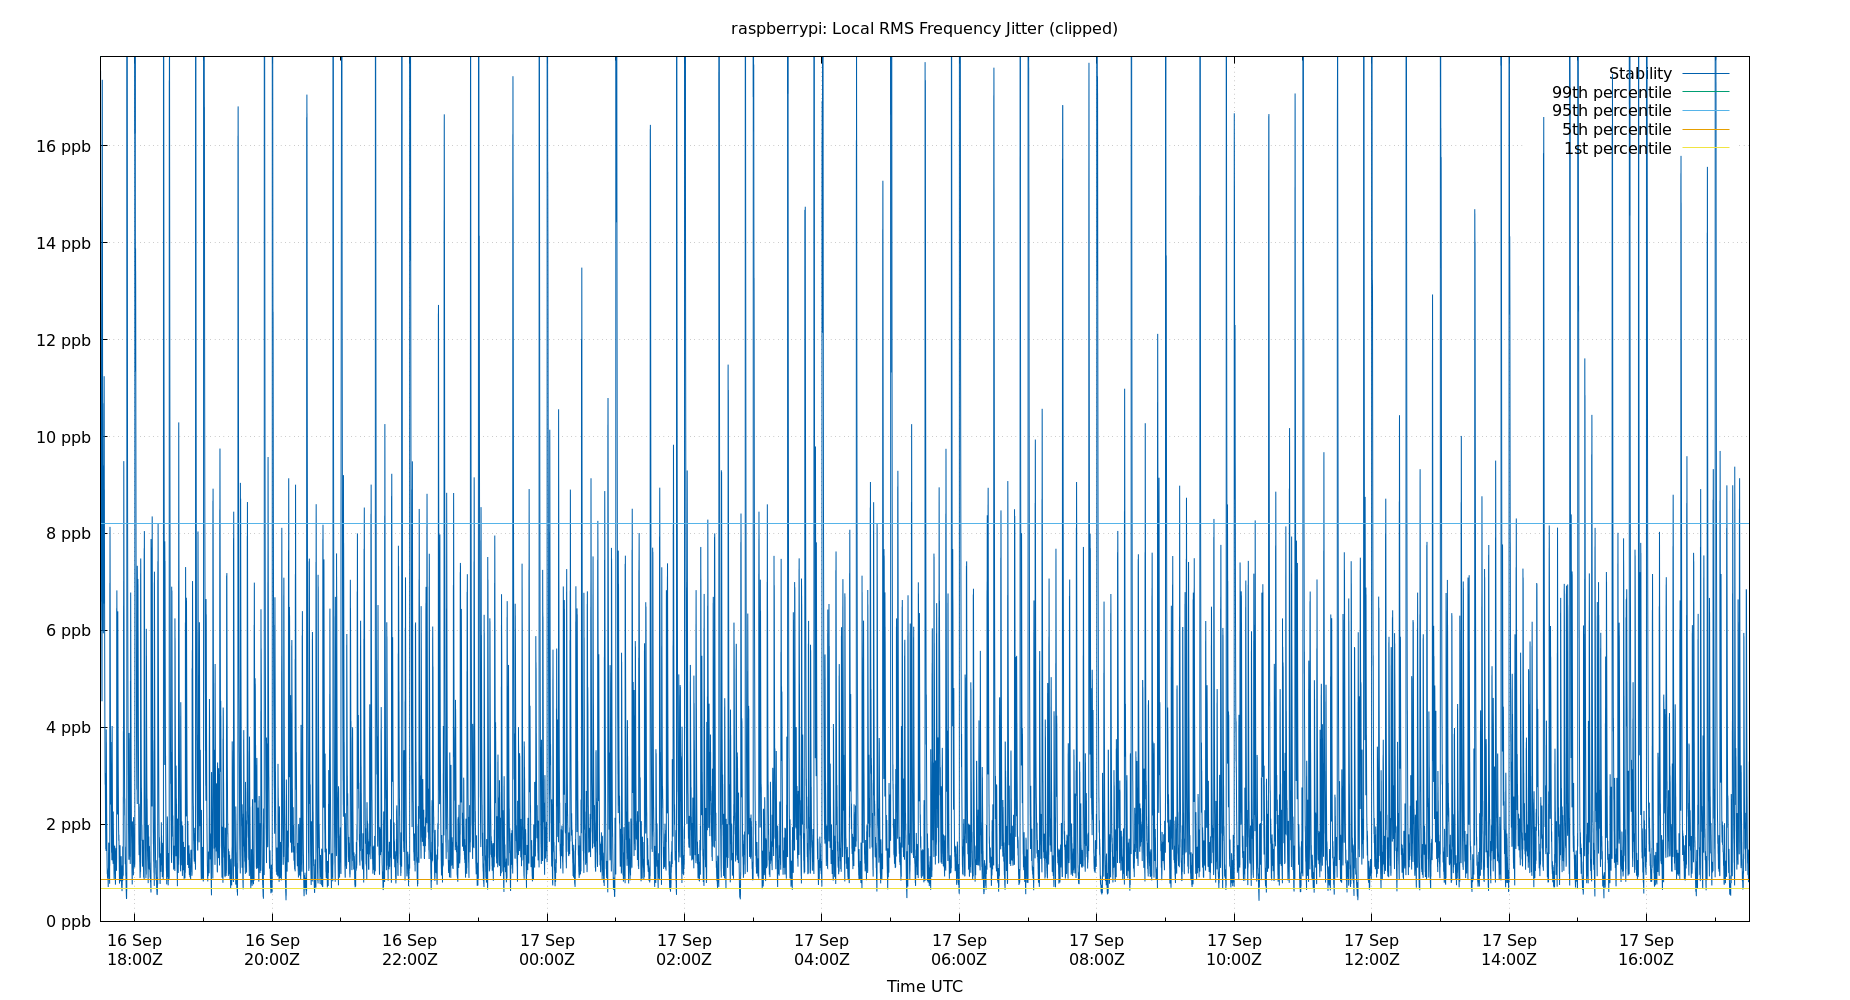 raspberrypi: Local RMS Frequency Jitter (clipped)
Stability
99th percentile
95th percentile
5th percentile
1st percentile
16 ppb
14 ppb
12 ppb
10 ppb
8 ppb
6 ppb
4 ppb
2 ppb
0 ppb
16 Sep 16 Sep 16 Sep 17 Sep 17 Sep 17 Sep 17 Sep 17 Sep 17 Sep 17 Sep 17 Sep 17 Sep
18:00Z 20:00Z 22:00Z 00:00Z 02:00Z 04:00Z 06:00Z 08:00Z 10:00Z 12:00Z 14:00Z 16:00Z
Time UTC